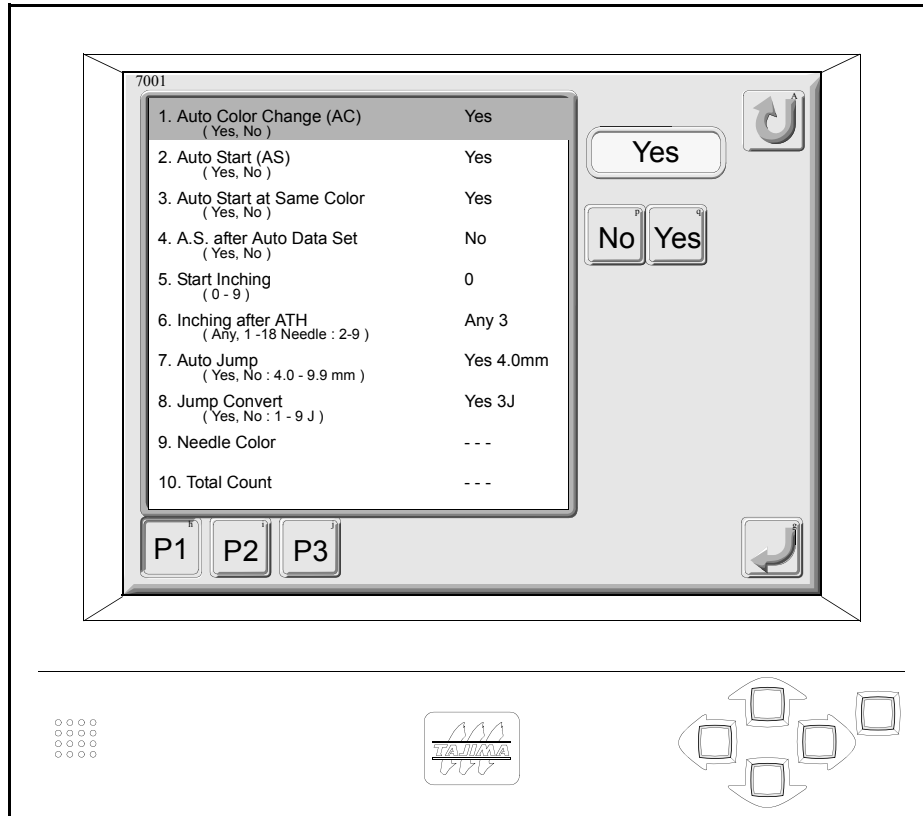 7001
A
1. Auto Color Change (AC) Yes
( Yes, No )
2. Auto Start (AS) Yes
( Yes, No )
3. Auto Start at Same Color Yes
( Yes, No )
4. A.S. after Auto Data Set No
( Yes, No )
5. Start Inching 0
( 0 - 9 )
6. Inching after ATH Any 3
( Any, 1 -18 Needle : 2-9 )
7. Auto Jump Yes 4.0mm
( Yes, No : 4.0 - 9.9 mm )
8. Jump Convert Yes 3J
( Yes, No : 1 - 9 J )
9. Needle Color - - -
10. Total Count - - -
Yes
p q
No Yes
h i j
P1 P2 P3
TAJIMA